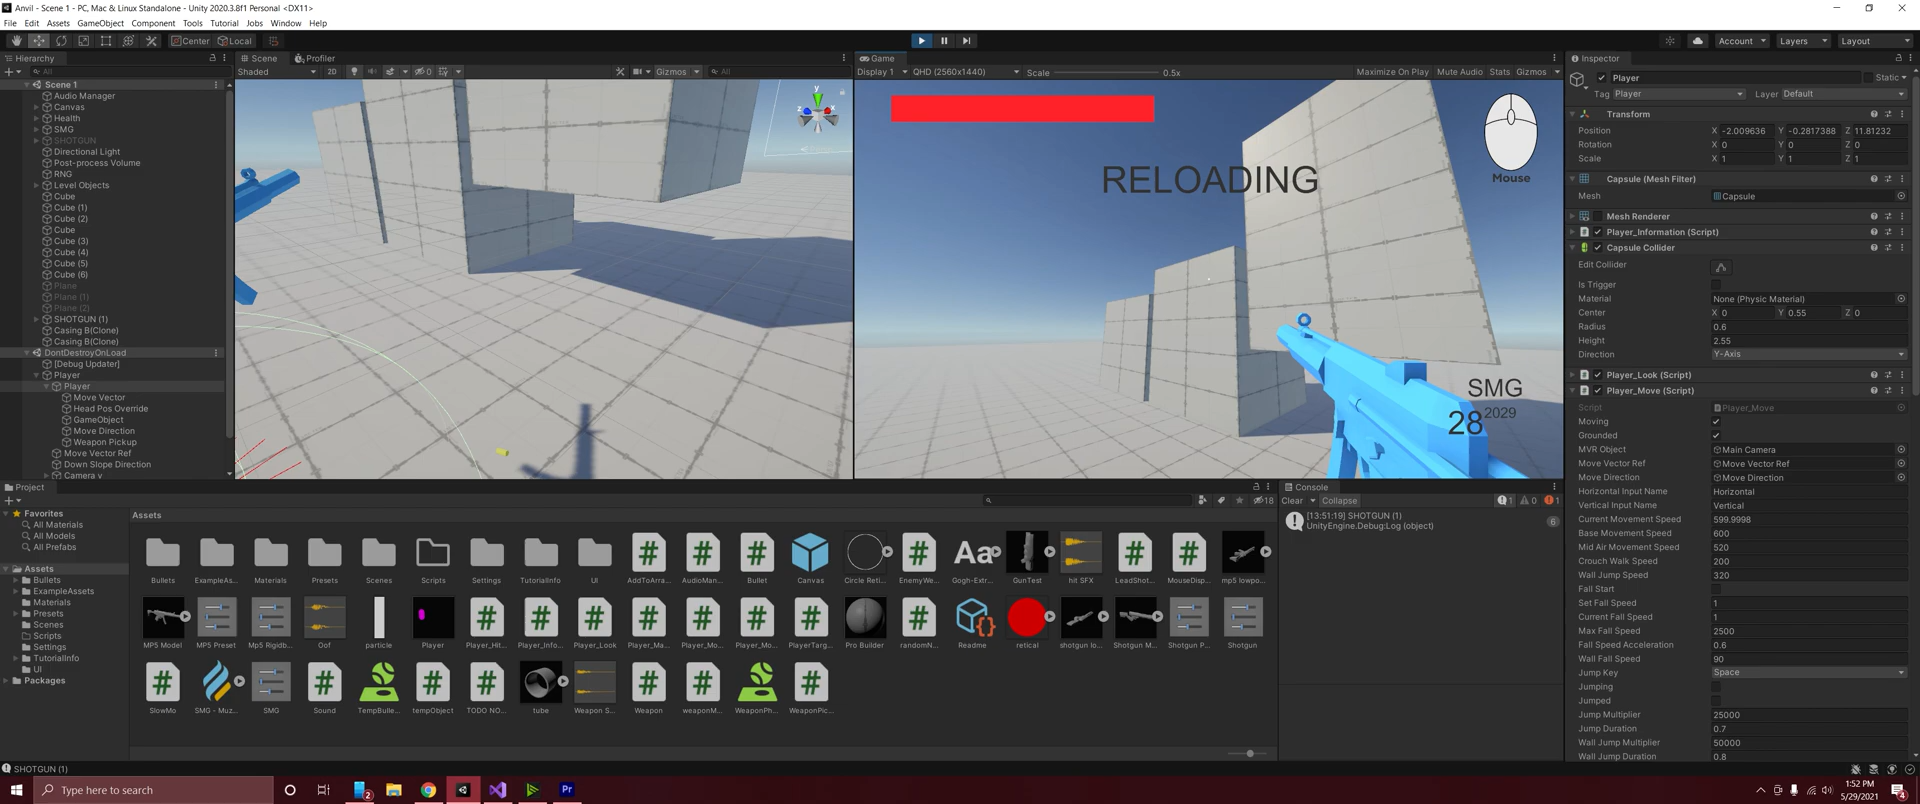 Anvil - Scene 1 - PC, Mac & Linux Standalone - Unity 2020.3.8f1 Personal <DX11>
File Edit Assets GameObject Component Tools Tutorial Jobs Window Help
Center Local
Account Layers Layout
Hierarchy
All
Scene 1
Audio Manager
Canvas
Health
SMG
SHOTGUN
Directional Light
Post-process Volume
RNG
Level Objects
Cube
Cube (1)
Cube (2)
Cube
Cube (3)
Cube (4)
Cube (5)
Cube (6)
Plane
Plane (1)
Plane (2)
SHOTGUN (1)
Casing B(Clone)
Casing B(Clone)
DontDestroyOnLoad
[Debug Updater]
Player
Player
Move Vector
Head Pos Override
GameObject
Move Direction
Weapon Pickup
Move Vector Ref
Down Slope Direction
Camera v
Scene Profiler
Shaded 2D 0 Gizmos All
y
z x
Game
Display 1 QHD (2560x1440) Scale 0.5x Maximize On Play Mute Audio Stats Gizmos
RELOADING
Mouse
SMG
28 2029
Inspector
Player Static
Tag Player Layer Default
Transform
Position X -2.009636 Y -0.2817388 Z 11.81232
Rotation X 0 Y 0 Z 0
Scale X 1 Y 1 Z 1
Capsule (Mesh Filter)
Mesh Capsule
Mesh Renderer
Player_Information (Script)
Capsule Collider
Edit Collider
Is Trigger
Material None (Physic Material)
Center X 0 Y 0.55 Z 0
Radius 0.6
Height 2.55
Direction Y-Axis
Player_Look (Script)
Player_Move (Script)
Script Player_Move
Moving
Grounded
MVR Object Main Camera
Move Vector Ref Move Vector Ref
Move Direction Move Direction
Horizontal Input Name Horizontal
Vertical Input Name Vertical
Current Movement Speed 599.9998
Base Movement Speed 600
Mid Air Movement Speed 520
Crouch Walk Speed 200
Wall Jump Speed 320
Fall Start
Set Fall Speed 1
Current Fall Speed 1
Max Fall Speed 2500
Fall Speed Acceleration 0.6
Wall Fall Speed 90
Jump Key Space
Jumping
Jumped
Jump Multiplier 25000
Jump Duration 0.7
Wall Jump Multiplier 50000
Wall Jump Duration 0.8
Project
18
Favorites
All Materials
All Models
All Prefabs
Assets
Bullets
ExampleAssets
Materials
Presets
Scenes
Scripts
Settings
TutorialInfo
UI
Packages
Assets
Bullets ExampleAs... Materials Presets Scenes Scripts Settings TutorialInfo UI AddToArra... AudioMan... Bullet Canvas Circle Reti... EnemyWe... Gogh-Extr... GunTest hit SFX LeadShot... MouseDisp... mp5 lowpo...
MP5 Model MP5 Preset Mp5 Rigidb... Oof particle Player Player_Hit... Player_Info... Player_Look Player_Ma... Player_Mo... Player_Mo... PlayerTarg... Pro Builder randomN... Readme retical shotgun lo... Shotgun M... Shotgun P... Shotgun
SlowMo SMG - Muz... SMG Sound TempBulle... tempObject TODO NO... tube Weapon S... Weapon weaponM... WeaponPh... WeaponPic...
Console
Clear Collapse 1 0 1
[13:51:19] SHOTGUN (1)
UnityEngine.Debug:Log (object)
6
SHOTGUN (1)
Type here to search
2
Pr
1:52 PM
5/29/2021
4